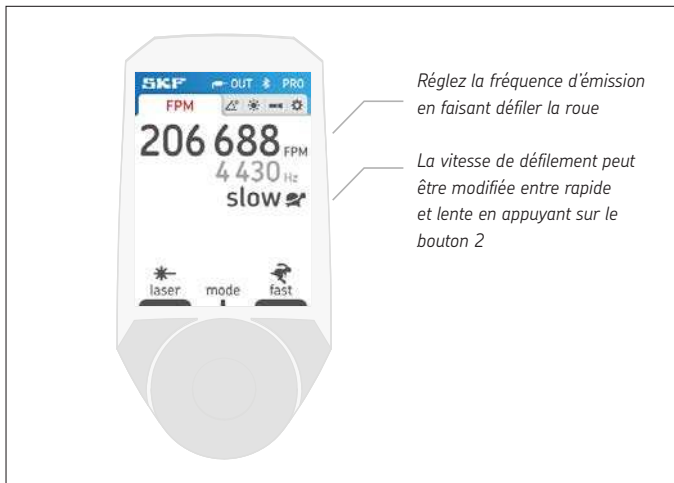 SKF OUT PRO
FPM
206 688 FPM
4 430 Hz
slow
laser mode fast
Réglez la fréquence d'émission
en faisant défiler la roue
La vitesse de défilement peut
être modifiée entre rapide
et lente en appuyant sur le
bouton 2